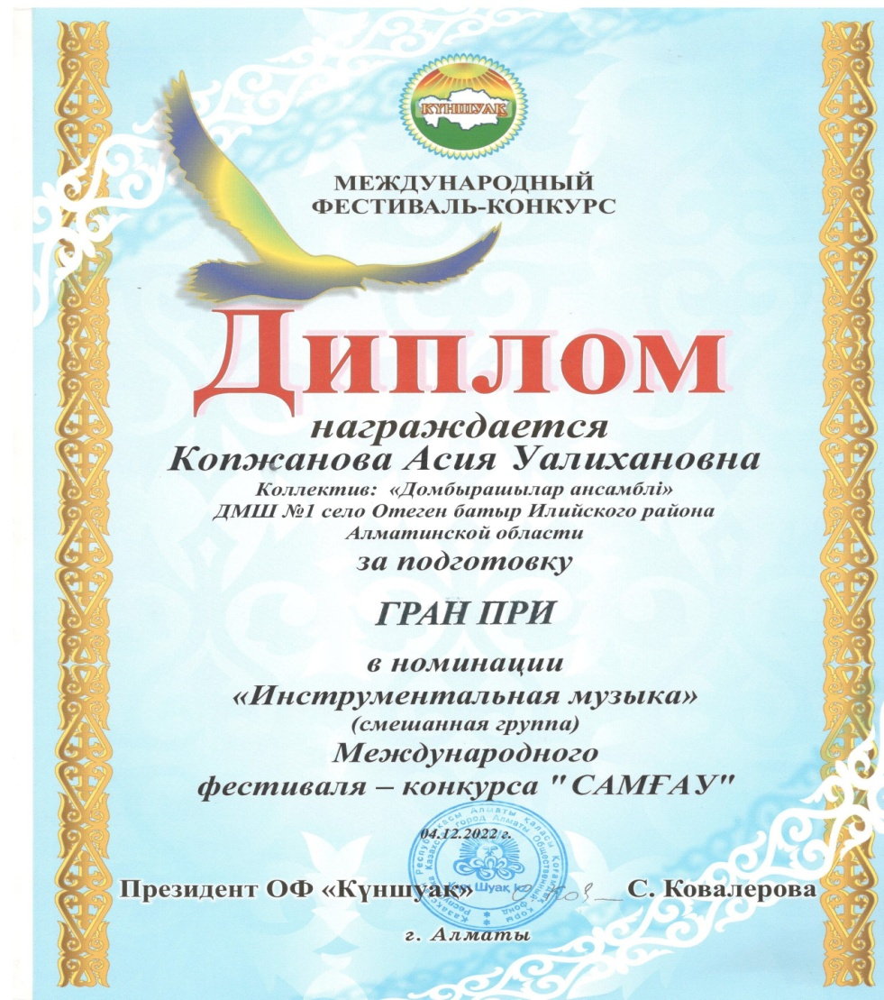 КҮНШУАҚ
МЕЖДУНАРОДНЫЙ
ФЕСТИВАЛЬ-КОНКУРС
Диплом
награждается
Копжанова Асия Уалихановна
Коллектив: «Домбырашылар ансамблі»
ДМШ №1 село Отеген батыр Илийского района
Алматинской области
за подготовку
ГРАН ПРИ
в номинации
«Инструментальная музыка»
(смешанная группа)
Международного
фестиваля – конкурса "САМҒАУ"
04.12.2022 г.
Президент ОФ «Күншуақ» С. Ковалерова
г. Алматы